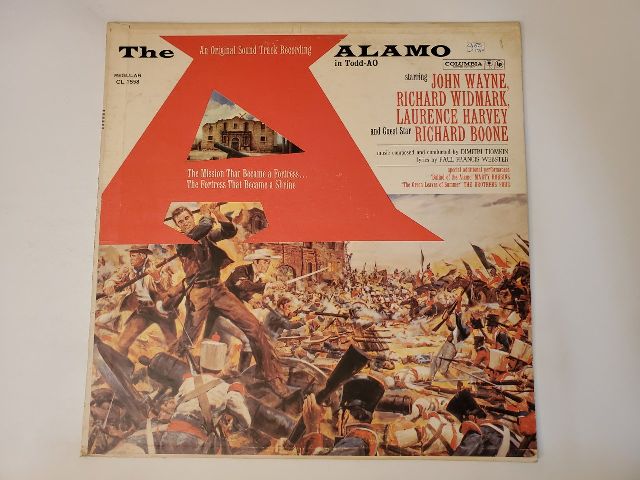 The ALAMO
An Original Sound Track Recording
in Todd-AO
COLUMBIA
REGULAR
CL 1558
starring JOHN WAYNE,
RICHARD WIDMARK,
LAURENCE HARVEY
and Guest Star RICHARD BOONE
music composed and conducted by DIMITRI TIOMKIN
lyrics by PAUL FRANCIS WEBSTER
special additional performances
"Ballad of the Alamo" MARTY ROBBINS
"The Green Leaves of Summer" THE BROTHERS FOUR
The Mission That Became a Fortress...
The Fortress That Became a Shrine